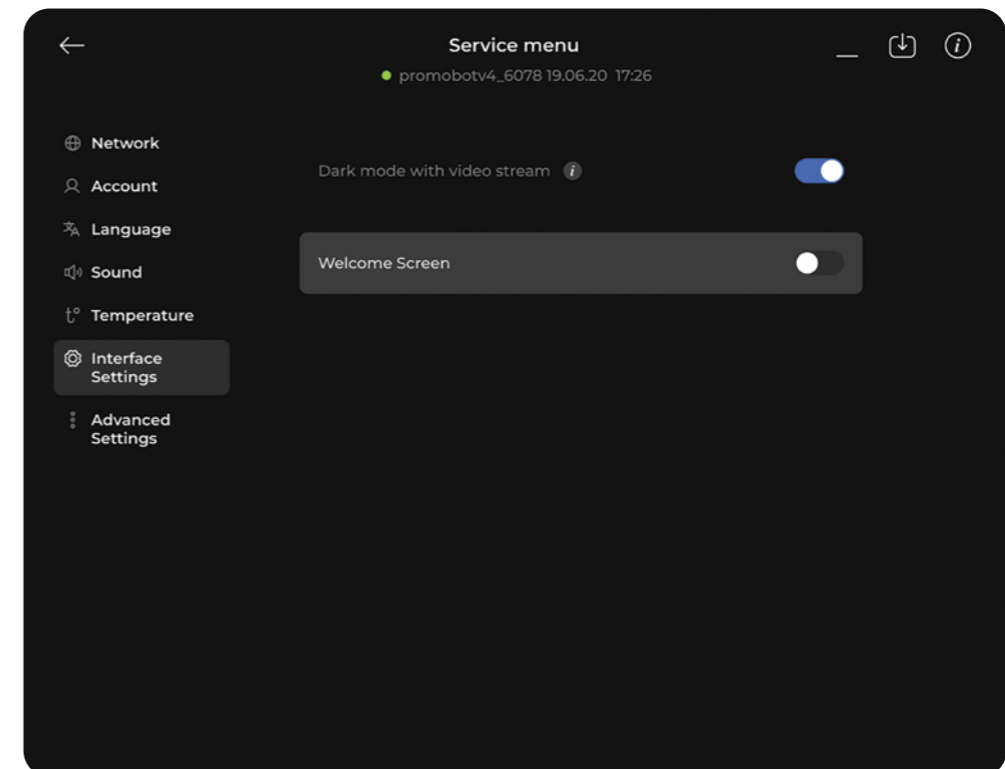 Service menu
promobotv4_6078 19.06.20 17:26
Network
Account
Language
Sound
t° Temperature
Interface
Settings
Advanced
Settings
Dark mode with video stream i
Welcome Screen